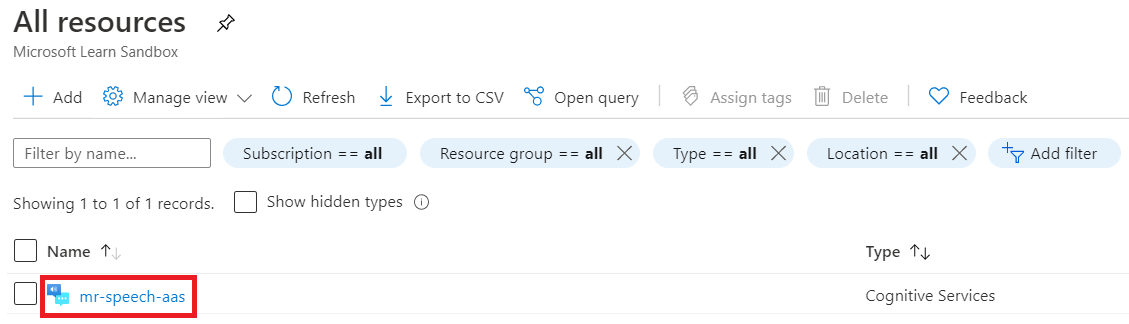 All resources
Microsoft Learn Sandbox
Add Manage view Refresh Export to CSV Open query Assign tags Delete Feedback
Filter by name... Subscription == all Resource group == all Type == all Location == all Add filter
Showing 1 to 1 of 1 records. Show hidden types
Name Type
mr-speech-aas Cognitive Services